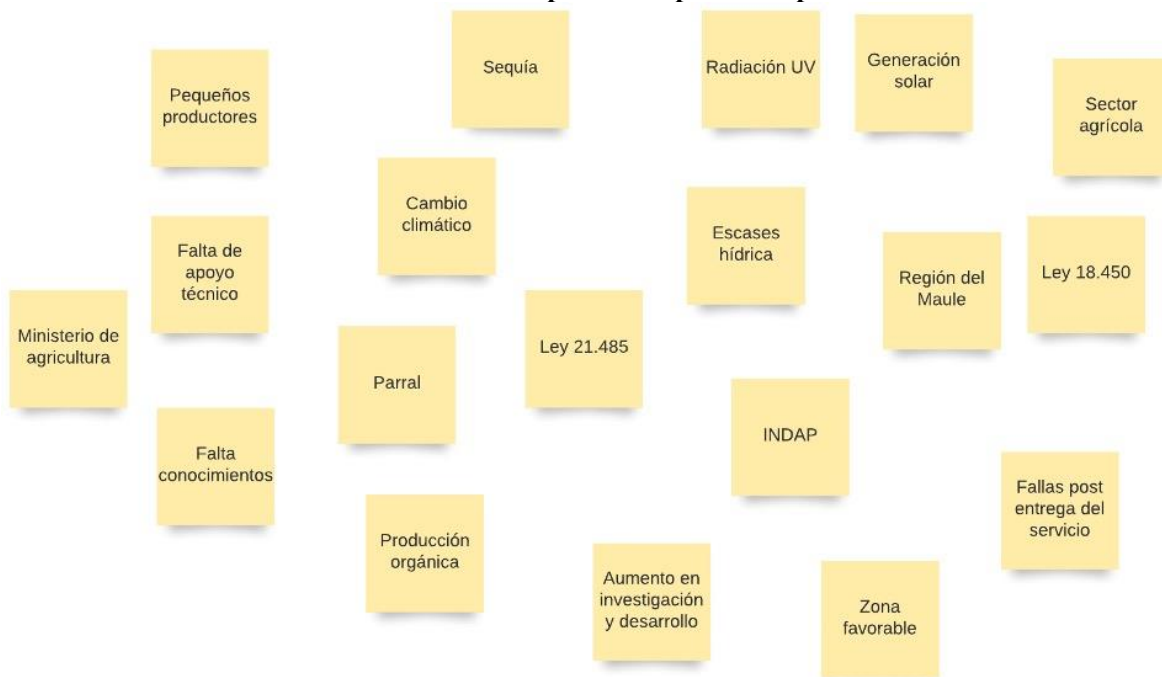 Sequía
Radiación UV
Generación
solar
Pequeños
productores
Sector
agrícola
Cambio
climático
Escases
hídrica
Falta de
apoyo
técnico
Región del
Maule
Ley 18.450
Ministerio de
agricultura
Parral
Ley 21.485
INDAP
Falta
conocimientos
Fallas post
entrega del
servicio
Producción
orgánica
Aumento en
investigación
y desarrollo
Zona
favorable